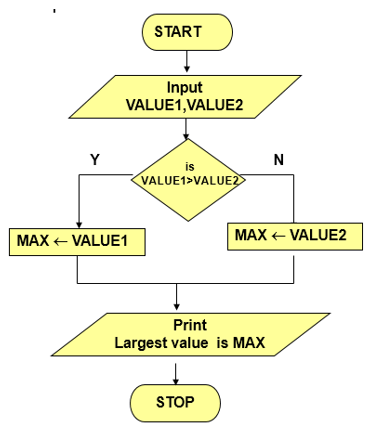 START
Input
VALUE1,VALUE2
Y
N
is
VALUE1>VALUE2
MAX ← VALUE1
MAX ← VALUE2
Print
Largest value is MAX
STOP